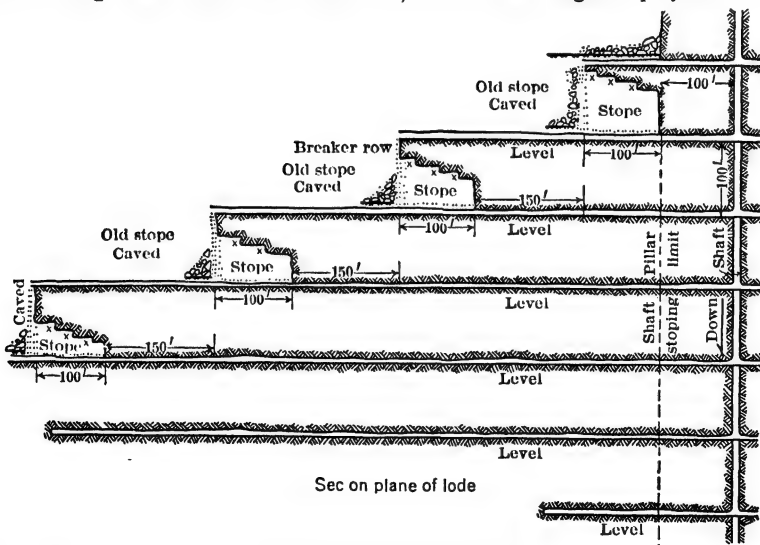 100'
Old stope
Caved
Stope
Breaker row
Level
100'
100'
Old stope
Caved
Stope
150'
100'
Level
Old stope
Caved
Stope
150'
100'
Level
Shaft
Pillar
limit
Shaft
stoping
Down
Caved
Stope
150'
100'
Level
Level
Sec on plane of lode
Level